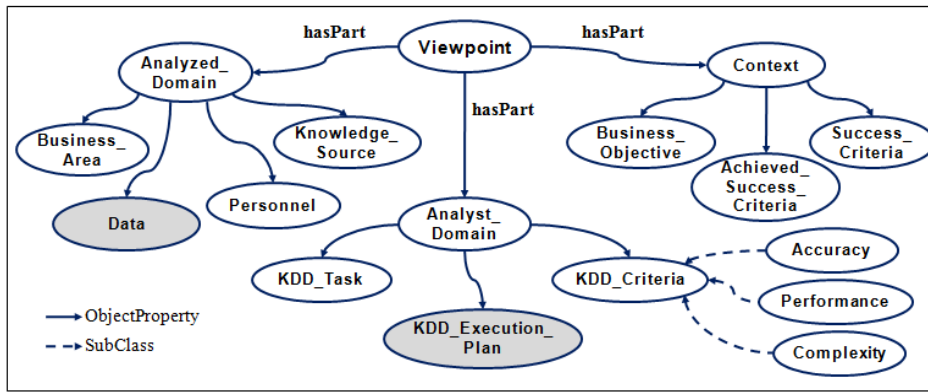 hasPart
Viewpoint
hasPart
Analyzed_
Domain
Context
hasPart
Business_
Area
Knowledge_
Source
Business_
Objective
Success_
Criteria
Achieved_
Success_
Criteria
Data
Personnel
Analyst_
Domain
Accuracy
KDD_Task
KDD_Criteria
Performance
ObjectProperty
KDD_Execution_
Plan
SubClass
Complexity